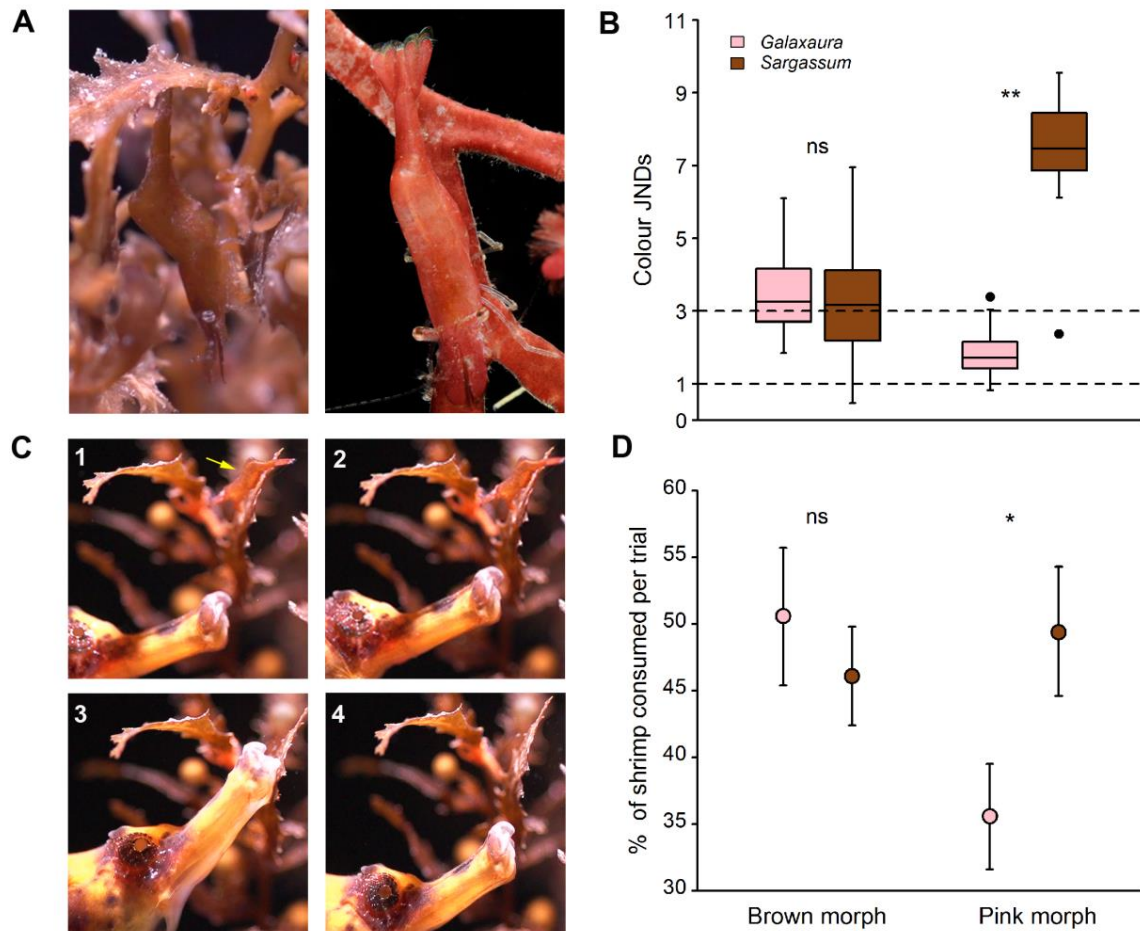 A
B
Galaxaura
Sargassum
**
ns
Colour JNDs
11
9
7
5
3
1
0
C
1
2
3
4
D
% of shrimp consumed per trial
60
55
50
45
40
35
30
ns
*
Brown morph
Pink morph